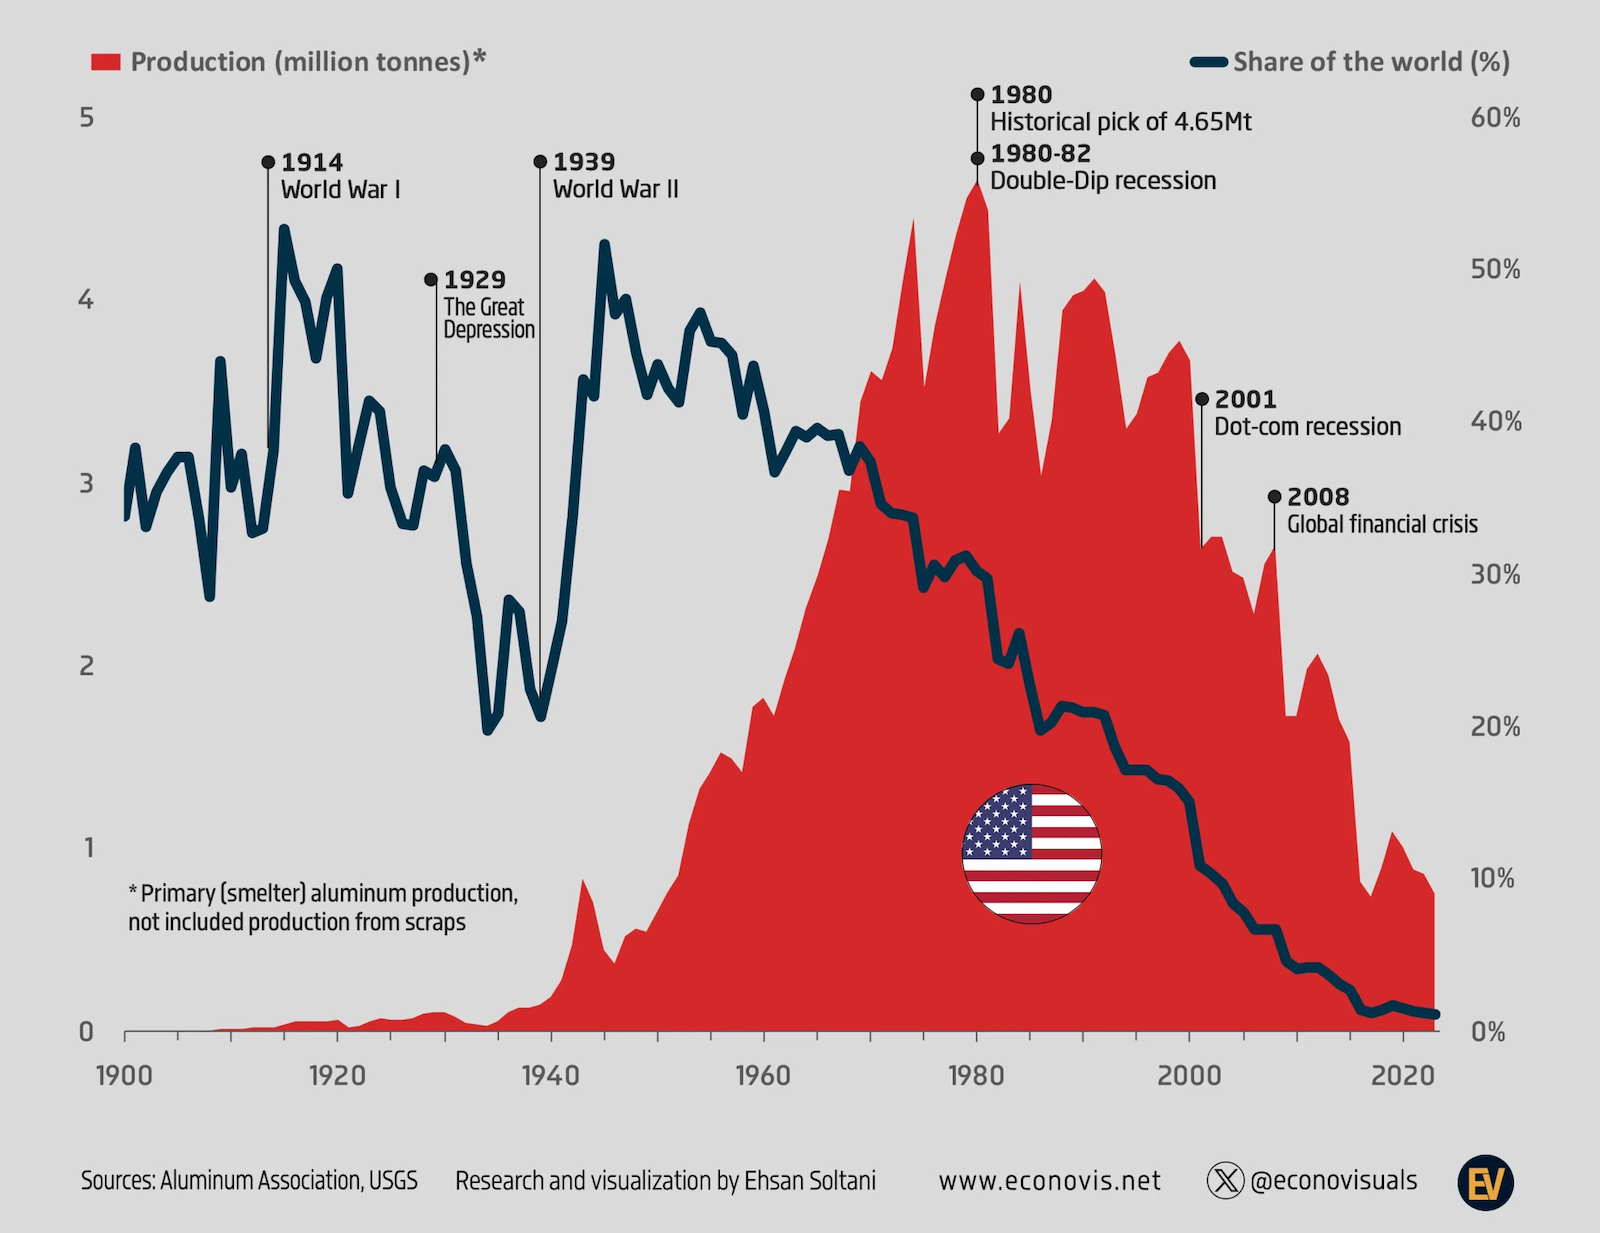 Production (million tonnes)*
Share of the world (%)
5
4
3
2
1
0
60%
50%
40%
30%
20%
10%
0%
1914
World War I
1929
The Great
Depression
1939
World War II
1980
Historical pick of 4.65Mt
1980-82
Double-Dip recession
2001
Dot-com recession
2008
Global financial crisis
* Primary (smelter) aluminum production,
not included production from scraps
1900 1920 1940 1960 1980 2000 2020
Sources: Aluminum Association, USGS Research and visualization by Ehsan Soltani www.econovis.net X @econovisuals EV